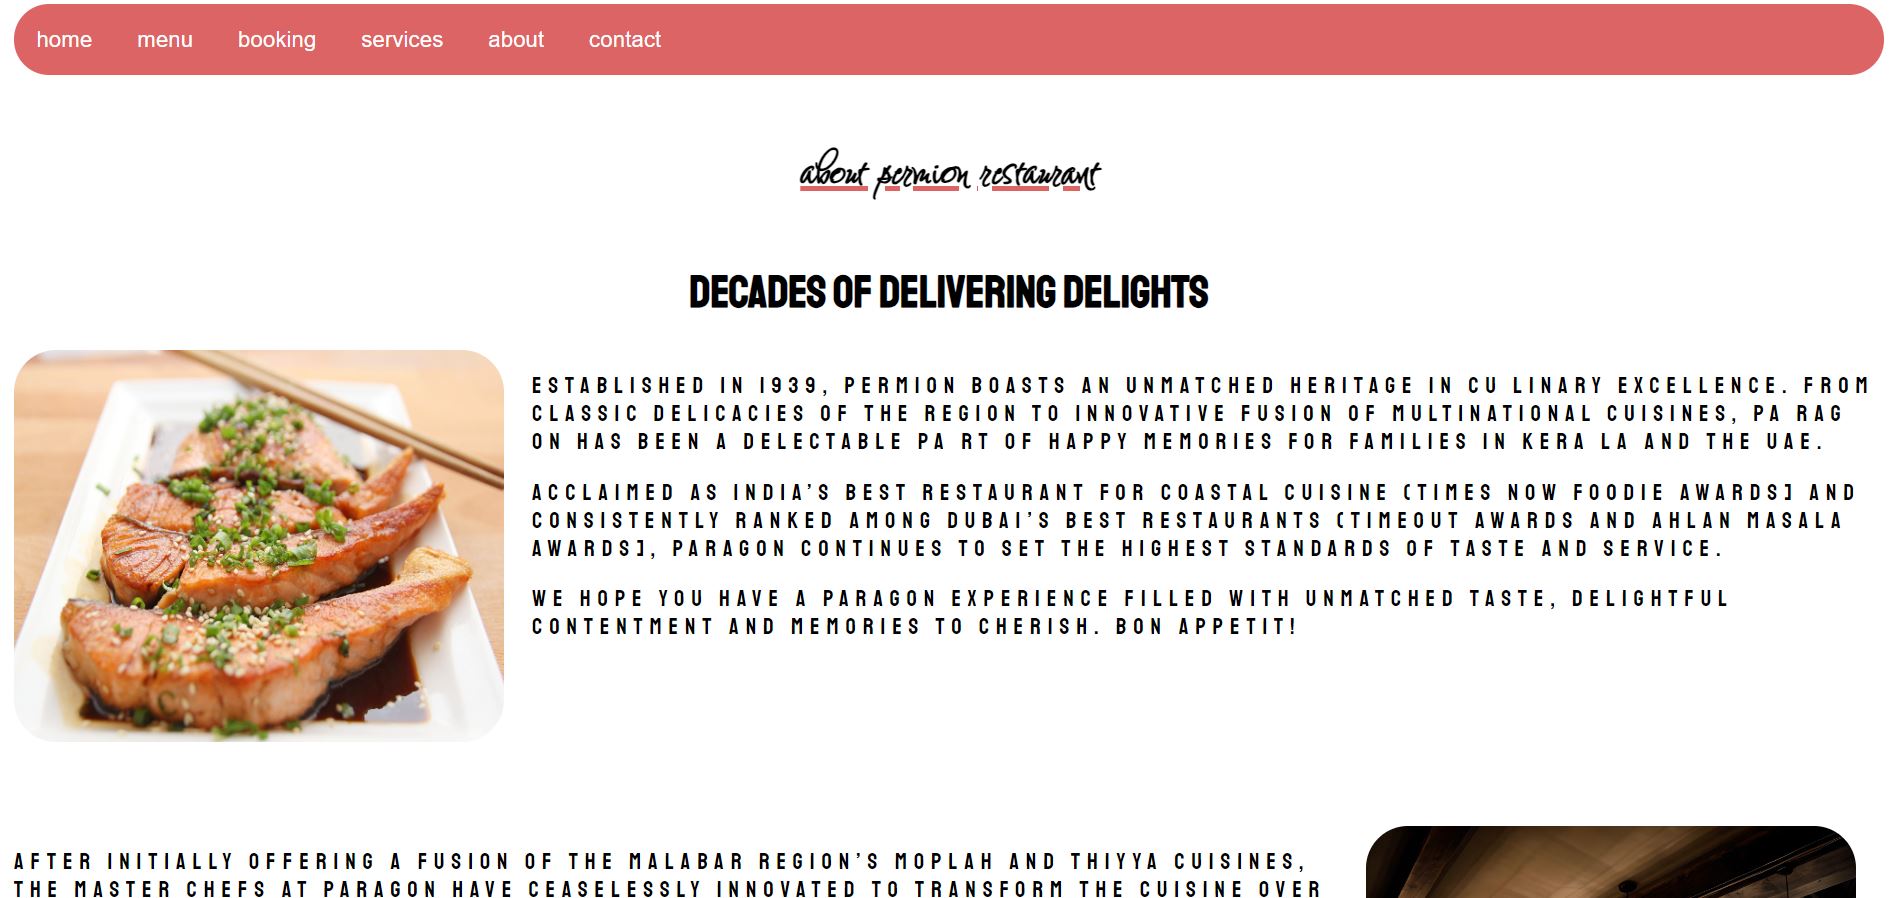 home menu booking services about contact
about permion restaurant
DECADES OF DELIVERING DELIGHTS
ESTABLISHED IN 1939, PERMION BOASTS AN UNMATCHED HERITAGE IN CU LINARY EXCELLENCE. FROM
CLASSIC DELICACIES OF THE REGION TO INNOVATIVE FUSION OF MULTINATIONAL CUISINES, PA RAG
ON HAS BEEN A DELECTABLE PA RT OF HAPPY MEMORIES FOR FAMILIES IN KERA LA AND THE UAE.
ACCLAIMED AS INDIA’S BEST RESTAURANT FOR COASTAL CUISINE (TIMES NOW FOODIE AWARDS] AND
CONSISTENTLY RANKED AMONG DUBAI’S BEST RESTAURANTS (TIMEOUT AWARDS AND AHLAN MASALA
AWARDS], PARAGON CONTINUES TO SET THE HIGHEST STANDARDS OF TASTE AND SERVICE.
WE HOPE YOU HAVE A PARAGON EXPERIENCE FILLED WITH UNMATCHED TASTE, DELIGHTFUL
CONTENTMENT AND MEMORIES TO CHERISH. BON APPETIT!
AFTER INITIALLY OFFERING A FUSION OF THE MALABAR REGION’S MOPLAH AND THIYYA CUISINES,
THE MASTER CHEFS AT PARAGON HAVE CEASELESSLY INNOVATED TO TRANSFORM THE CUISINE OVER